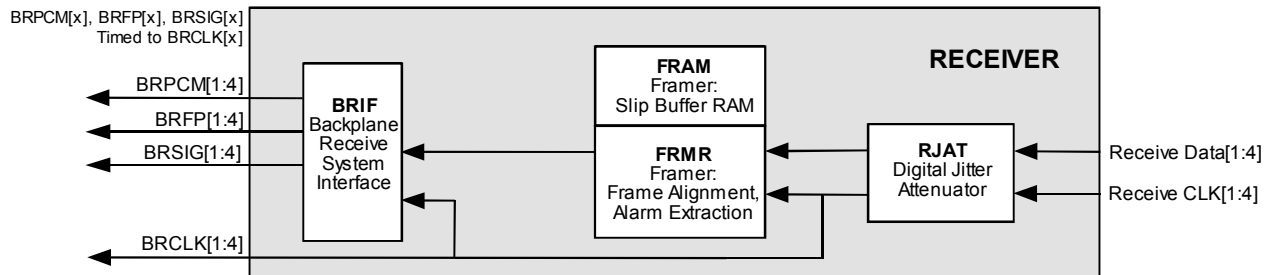 BRPCM[x], BRFP[x], BRSIG[x]
Timed to BRCLK[x]
RECEIVER
BRPCM[1:4]
BRFP[1:4]
BRSIG[1:4]
BRCLK[1:4]
BRIF
Backplane
Receive
System
Interface
FRAM
Framer:
Slip Buffer RAM
FRMR
Framer:
Frame Alignment,
Alarm Extraction
RJAT
Digital Jitter
Attenuator
Receive Data[1:4]
Receive CLK[1:4]